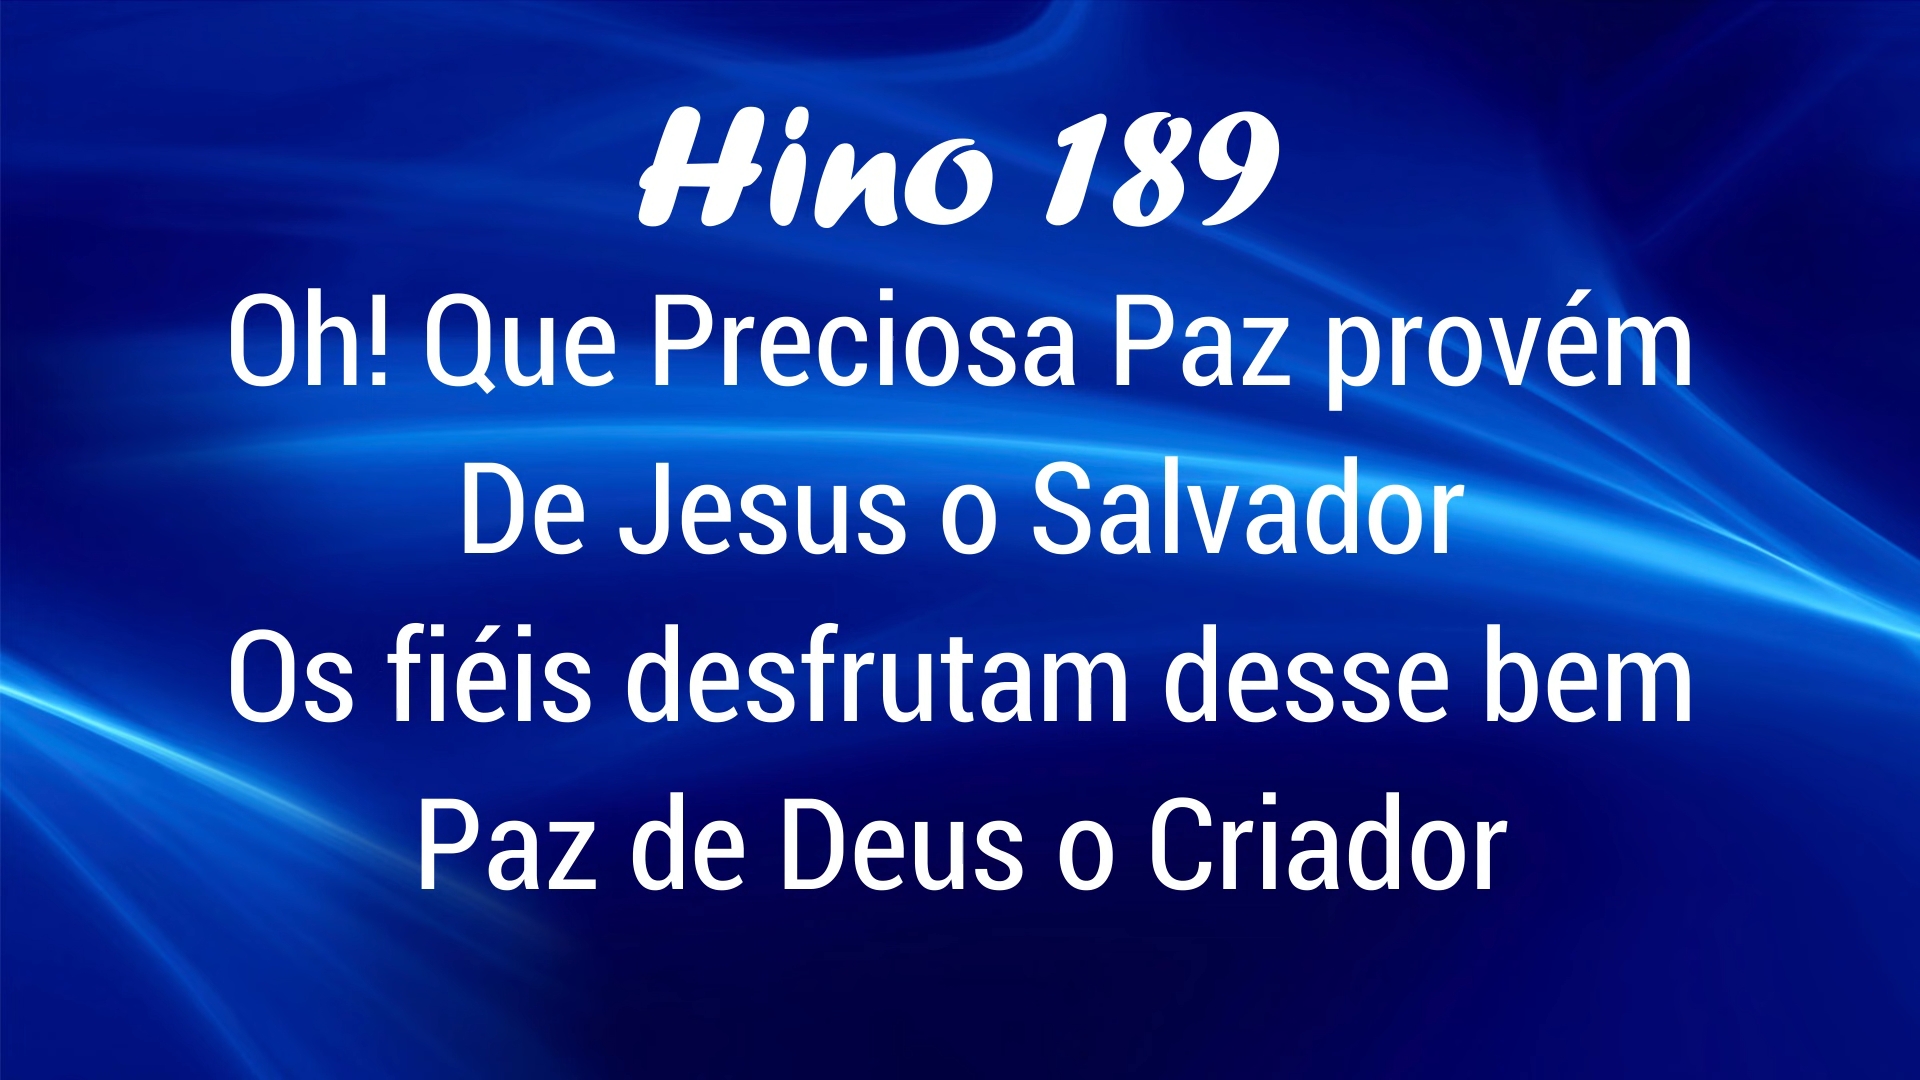 Hino 189
Oh! Que Preciosa Paz provém
De Jesus o Salvador
Os fiéis desfrutam desse bem
Paz de Deus o Criador